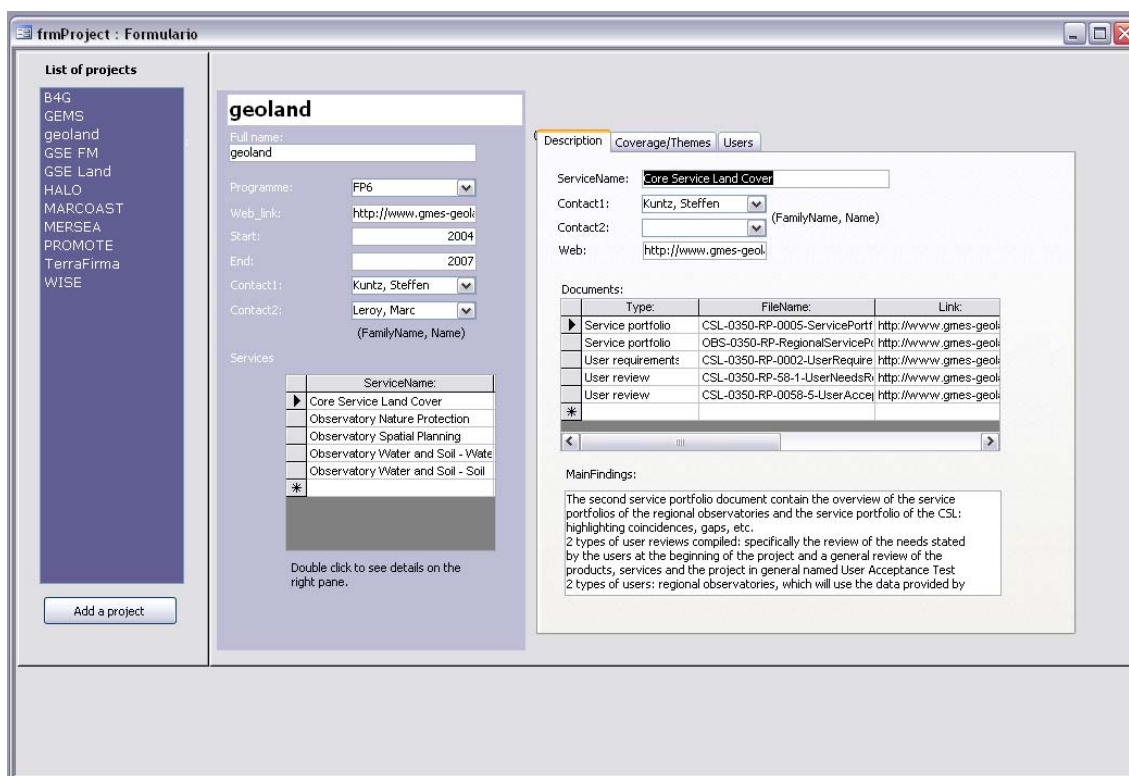 frmProject : Formulario
List of projects
B4G
GEMS
geoland
GSE FM
GSE Land
HALO
MARCOAST
MERSEA
PROMOTE
TerraFirma
WISE
Add a project
geoland
Full name:
geoland
Programme: FP6
Web_link: http://www.gmes-geol
Start: 2004
End: 2007
Contact1: Kuntz, Steffen
Contact2: Leroy, Marc
(FamilyName, Name)
Services
ServiceName:
Core Service Land Cover
Observatory Nature Protection
Observatory Spatial Planning
Observatory Water and Soil - Wate
Observatory Water and Soil - Soil
Double click to see details on the
right pane.
Description Coverage/Themes Users
ServiceName: Core Service Land Cover
Contact1: Kuntz, Steffen
(FamilyName, Name)
Contact2:
Web: http://www.gmes-geol
Documents:
Type: FileName: Link:
Service portfolio CSL-0350-RP-0005-ServicePortf http://www.gmes-geol
Service portfolio OBS-0350-RP-RegionalServiceP http://www.gmes-geol
User requirements CSL-0350-RP-0002-UserRequire http://www.gmes-geol
User review CSL-0350-RP-58-1-UserNeedsR http://www.gmes-geol
User review CSL-0350-RP-0058-5-UserAccep http://www.gmes-geol
MainFindings:
The second service portfolio document contain the overview of the service
portfolios of the regional observatories and the service portfolio of the CSL:
highlighting coincidences, gaps, etc.
2 types of user reviews compiled: specifically the review of the needs stated
by the users at the beginning of the project and a general review of the
products, services and the project in general named User Acceptance Test
2 types of users: regional observatories, which will use the data provided by